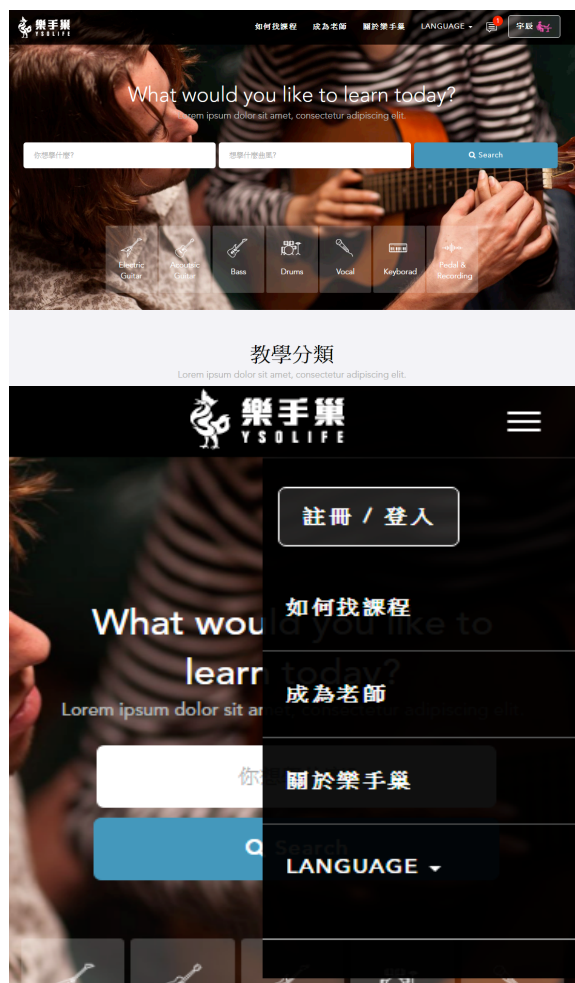 樂手巢
YSOLIFE
如何找課程 成為老師 關於樂手巢 LANGUAGE 1 宇辰
What would you like to learn today?
Lorem ipsum dolor sit amet, consectetur adipiscing elit.
你想學什麼? 想學什麼曲風? Search
Electric Guitar
Acoustic Guitar
Bass
Drums
Vocal
Keyborad
Pedal & Recording
教學分類
Lorem ipsum dolor sit amet, consectetur adipiscing elit.
樂手巢
YSOLIFE
註冊 / 登入
如何找課程
What would you like to
learn today?
成為老師
Lorem ipsum dolor sit amet, consectetur adipiscing elit.
你想
關於樂手巢
Search
LANGUAGE